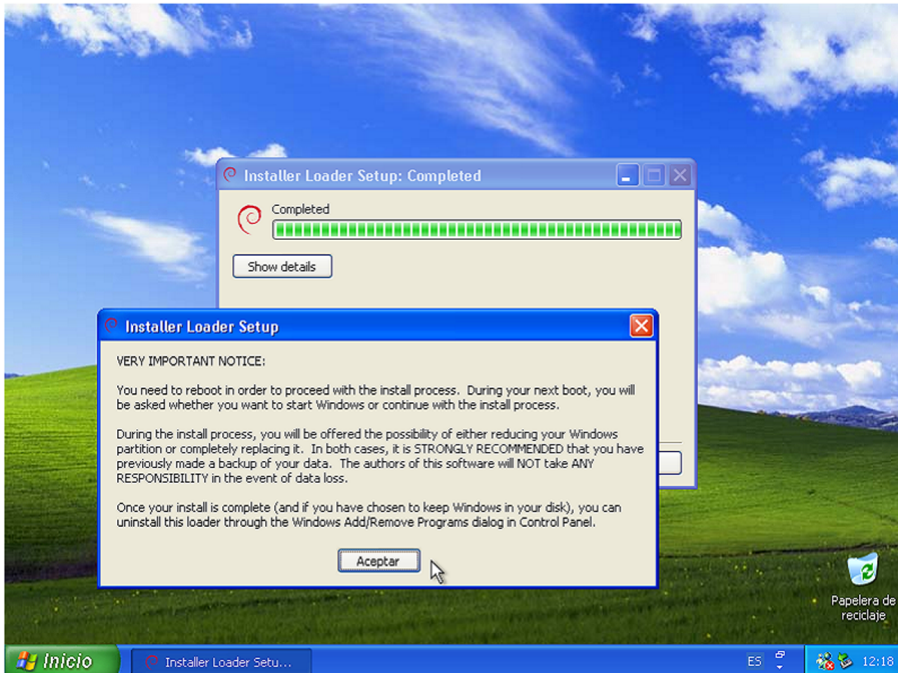 Installer Loader Setup: Completed
Completed
Show details
Installer Loader Setup
VERY IMPORTANT NOTICE:
You need to reboot in order to proceed with the install process. During your next boot, you will
be asked whether you want to start Windows or continue with the install process.
During the install process, you will be offered the possibility of either reducing your Windows
partition or completely replacing it. In both cases, it is STRONGLY RECOMMENDED that you have
previously made a backup of your data. The authors of this software will NOT take ANY
RESPONSIBILITY in the event of data loss.
Once your install is complete (and if you have chosen to keep Windows in your disk), you can
uninstall this loader through the Windows Add/Remove Programs dialog in Control Panel.
Aceptar
Papelera de
reciclaje
Inicio
Installer Loader Setu...
ES
12:18